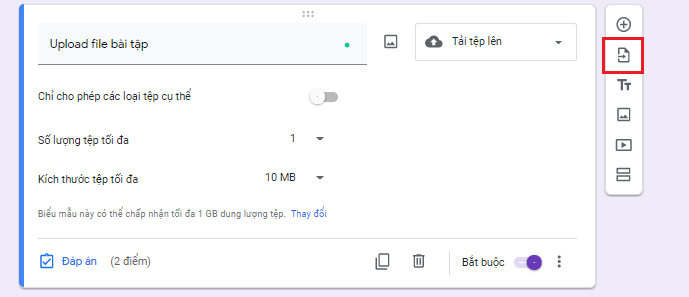 Upload file bài tập
Tải tệp lên
Chỉ cho phép các loại tệp cụ thể
Số lượng tệp tối đa 1
Kích thước tệp tối đa 10 MB
Biểu mẫu này có thể chấp nhận tối đa 1 GB dung lượng tệp. Thay đổi
Đáp án (2 điểm) Bắt buộc
Tт